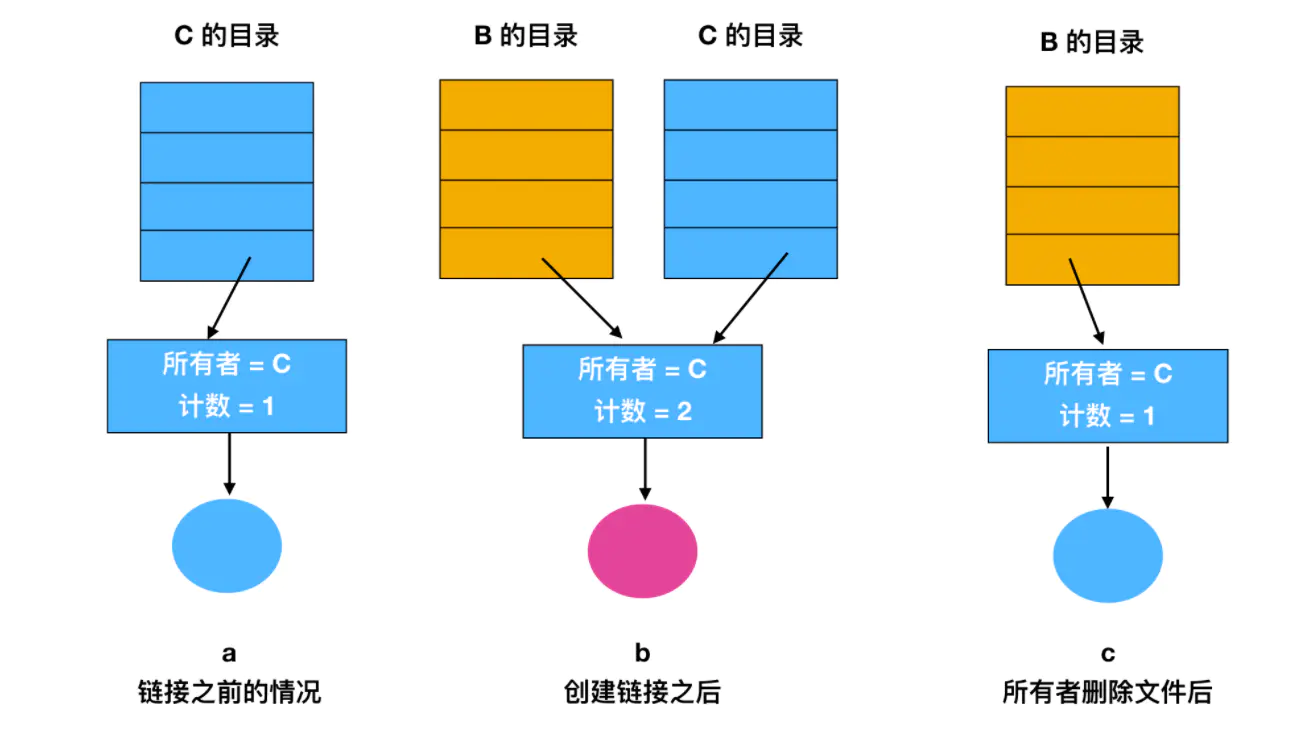 C 的目录
B 的目录
C 的目录
B 的目录
所有者 = C
计数 = 1
所有者 = C
计数 = 2
所有者 = C
计数 = 1
a
链接之前的情况
b
创建链接之后
c
所有者删除文件后